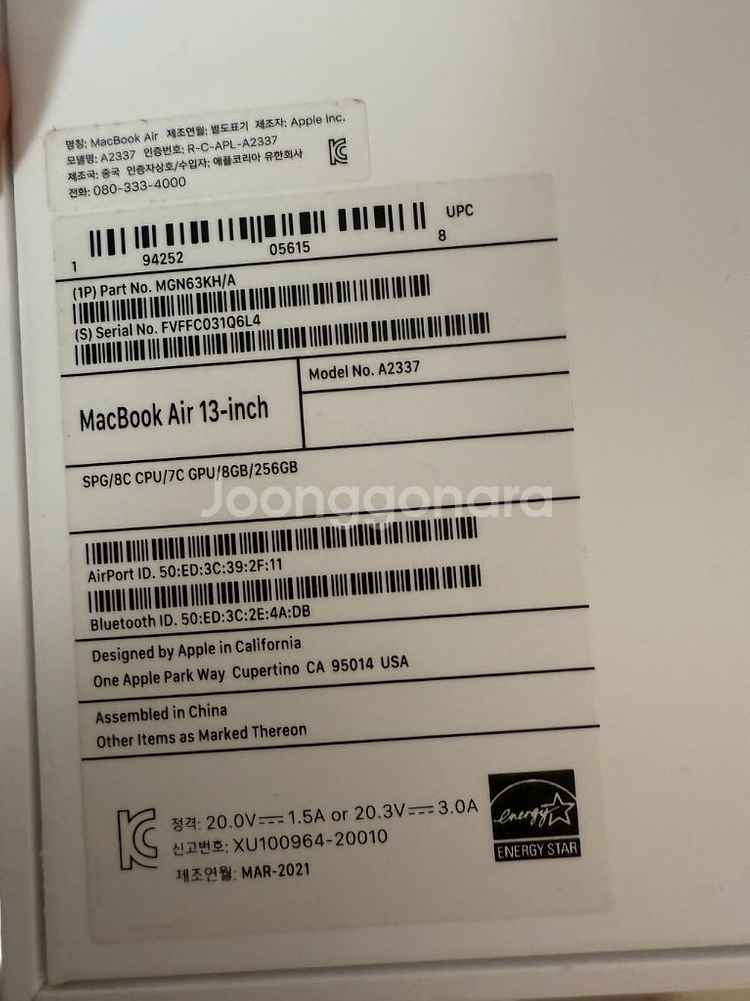 명칭: MacBook Air 제조연월: 별도표기 제조자: Apple Inc.
모델명: A2337 인증번호: R-C-APL-A2337
제조국: 중국 인증자상호/수입자: 애플코리아 유한회사
전화: 080-333-4000
UPC
1 94252 05615 8
(1P) Part No. MGN63KH/A
(S) Serial No. FVFFC031Q6L4
MacBook Air 13-inch
Model No. A2337
SPG/8C CPU/7C GPU/8GB/256GB
Joonggonara
AirPort ID. 50:ED:3C:39:2F:11
Bluetooth ID. 50:ED:3C:2E:4A:DB
Designed by Apple in California
One Apple Park Way Cupertino CA 95014 USA
Assembled in China
Other Items as Marked Thereon
정격: 20.0V⎓1.5A or 20.3V⎓3.0A
신고번호: XU100964-20010
제조연월: MAR-2021
energy
ENERGY STAR